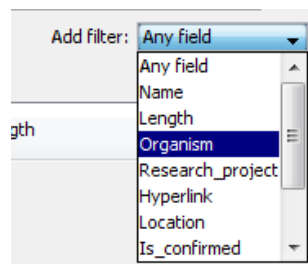 Add filter: Any field
Any field
Name
gth
Length
Organism
Research_project
Hyperlink
Location
Is_confirmed